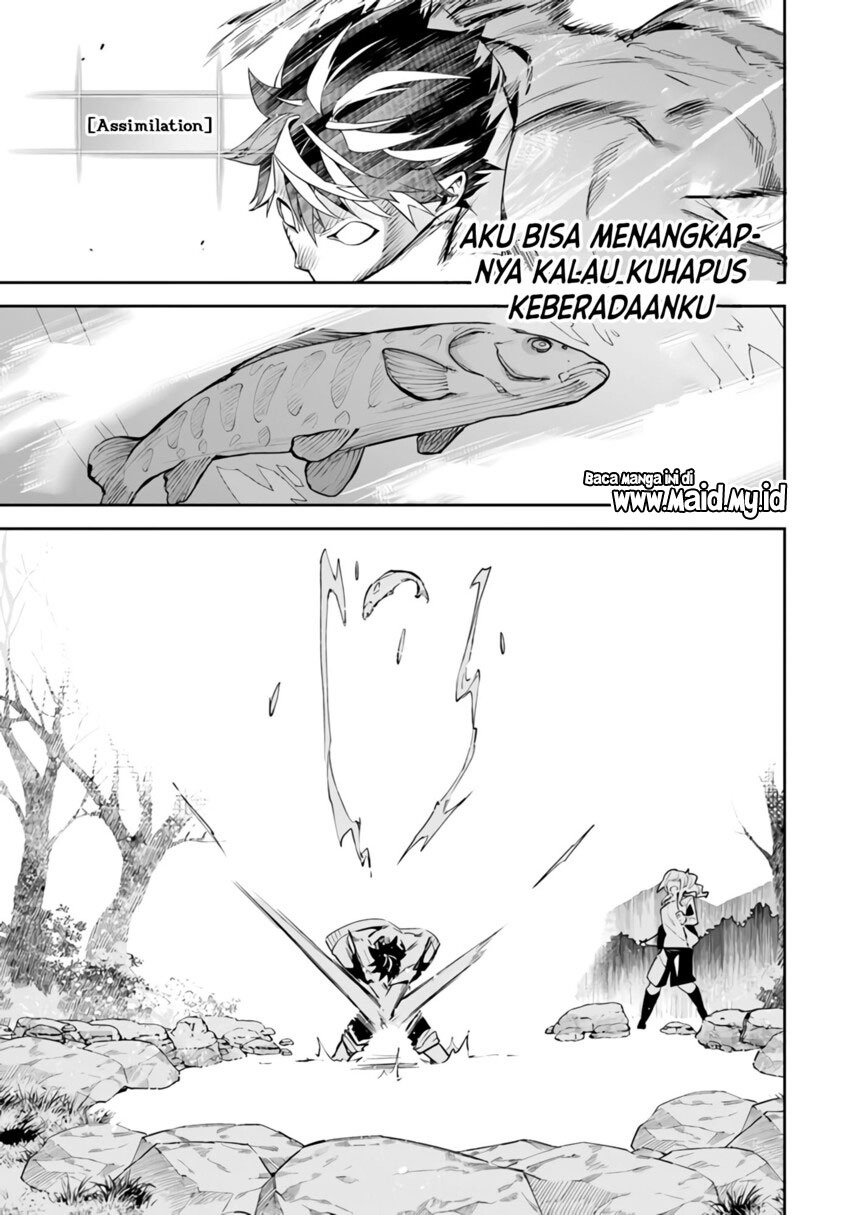 [Assimilation]
AKU BISA MENANGKAP-
NYA KALAU KUHAPUS
KEBERADAANKU
Baca Manga ini di
www.Maid.My.id